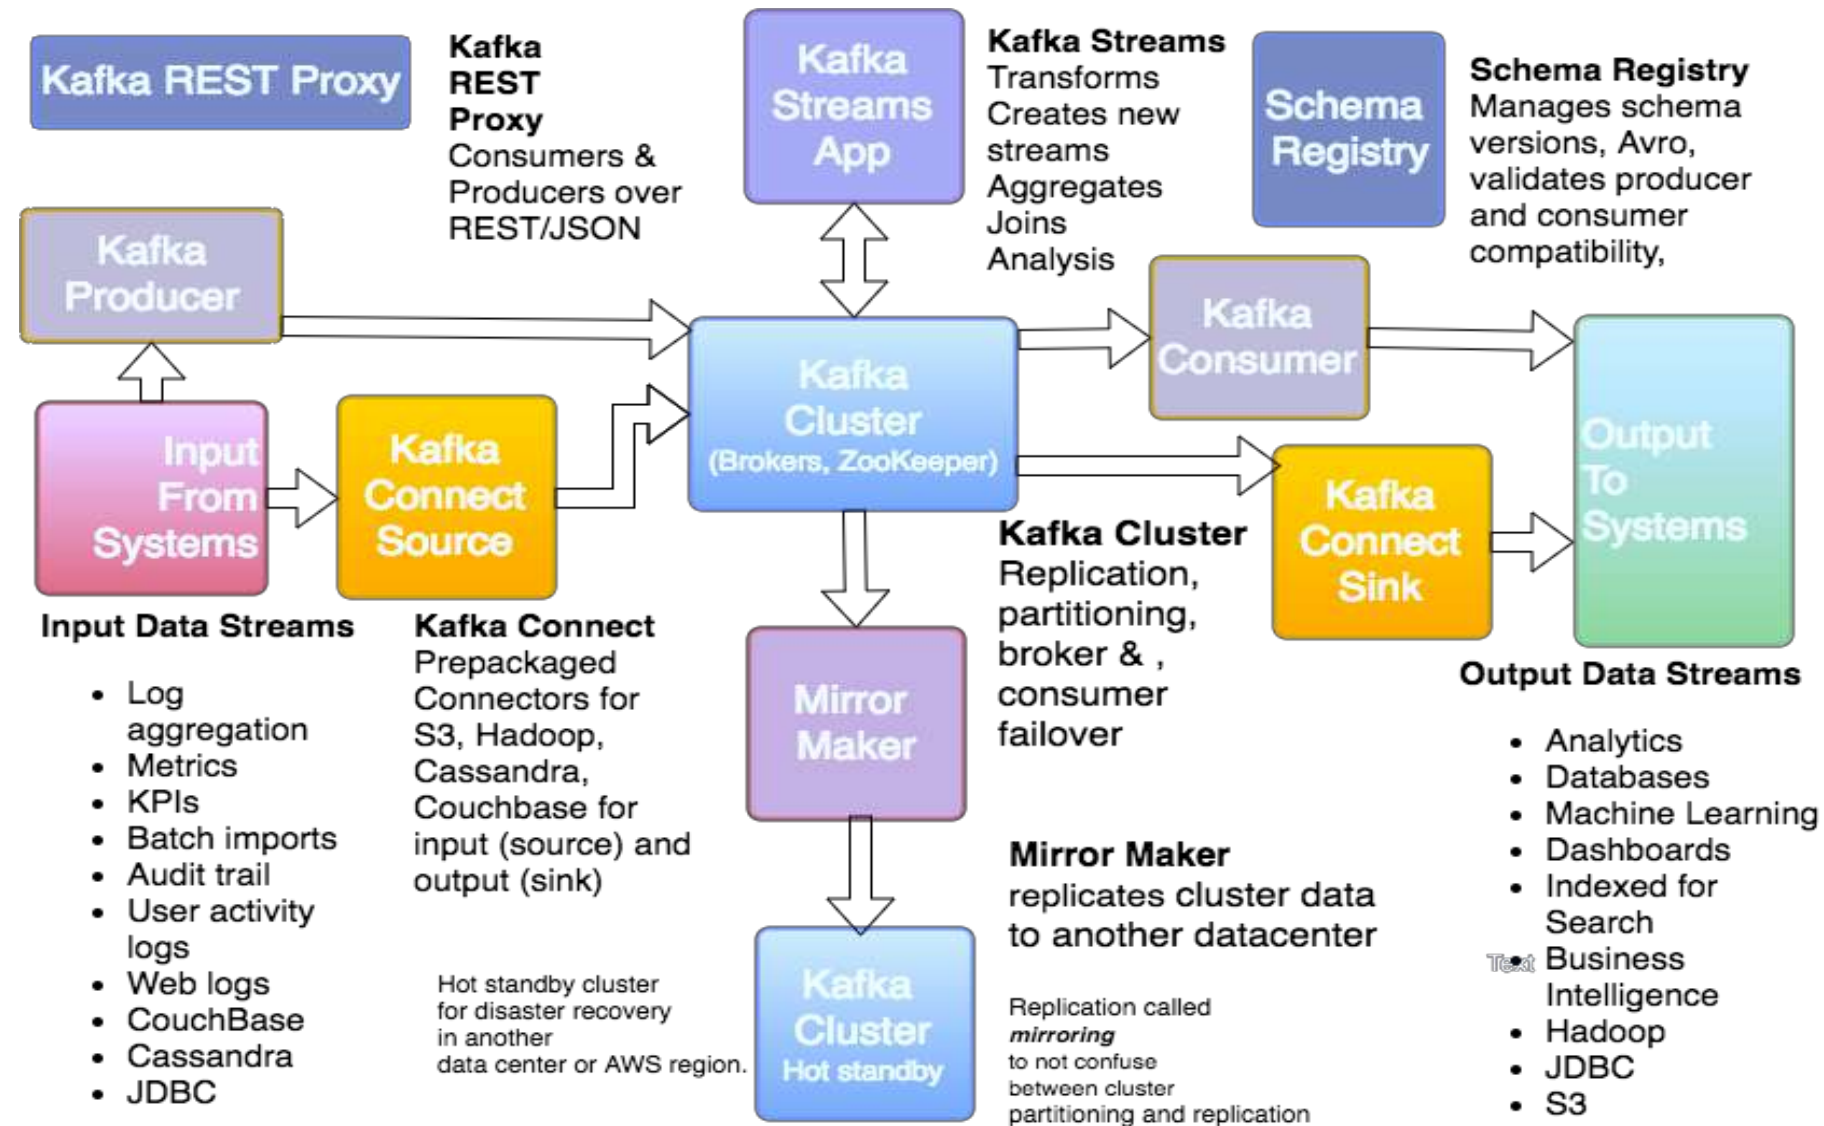 Kafka REST Proxy
Kafka
REST
Proxy
Consumers &
Producers over
REST/JSON
Kafka
Streams
App
Kafka Streams
Transforms
Creates new
streams
Aggregates
Joins
Analysis
Schema
Registry
Schema Registry
Manages schema
versions, Avro,
validates producer
and consumer
compatibility,
Kafka
Producer
Kafka
Cluster
(Brokers, ZooKeeper)
Kafka
Consumer
Input
From
Systems
Kafka
Connect
Source
Kafka
Connect
Sink
Output
To
Systems
Input Data Streams
• Log
aggregation
• Metrics
• KPIs
• Batch imports
• Audit trail
• User activity
logs
• Web logs
• CouchBase
• Cassandra
• JDBC
Kafka Connect
Prepackaged
Connectors for
S3, Hadoop,
Cassandra,
Couchbase for
input (source) and
output (sink)
Hot standby cluster
for disaster recovery
in another
data center or AWS region.
Mirror
Maker
Kafka
Cluster
Hot standby
Kafka Cluster
Replication,
partitioning,
broker & ,
consumer
failover
Mirror Maker
replicates cluster data
to another datacenter
Replication called
mirroring
to not confuse
between cluster
partitioning and replication
Output Data Streams
• Analytics
• Databases
• Machine Learning
• Dashboards
• Indexed for
Search
Text
• Business
Intelligence
• Hadoop
• JDBC
• S3